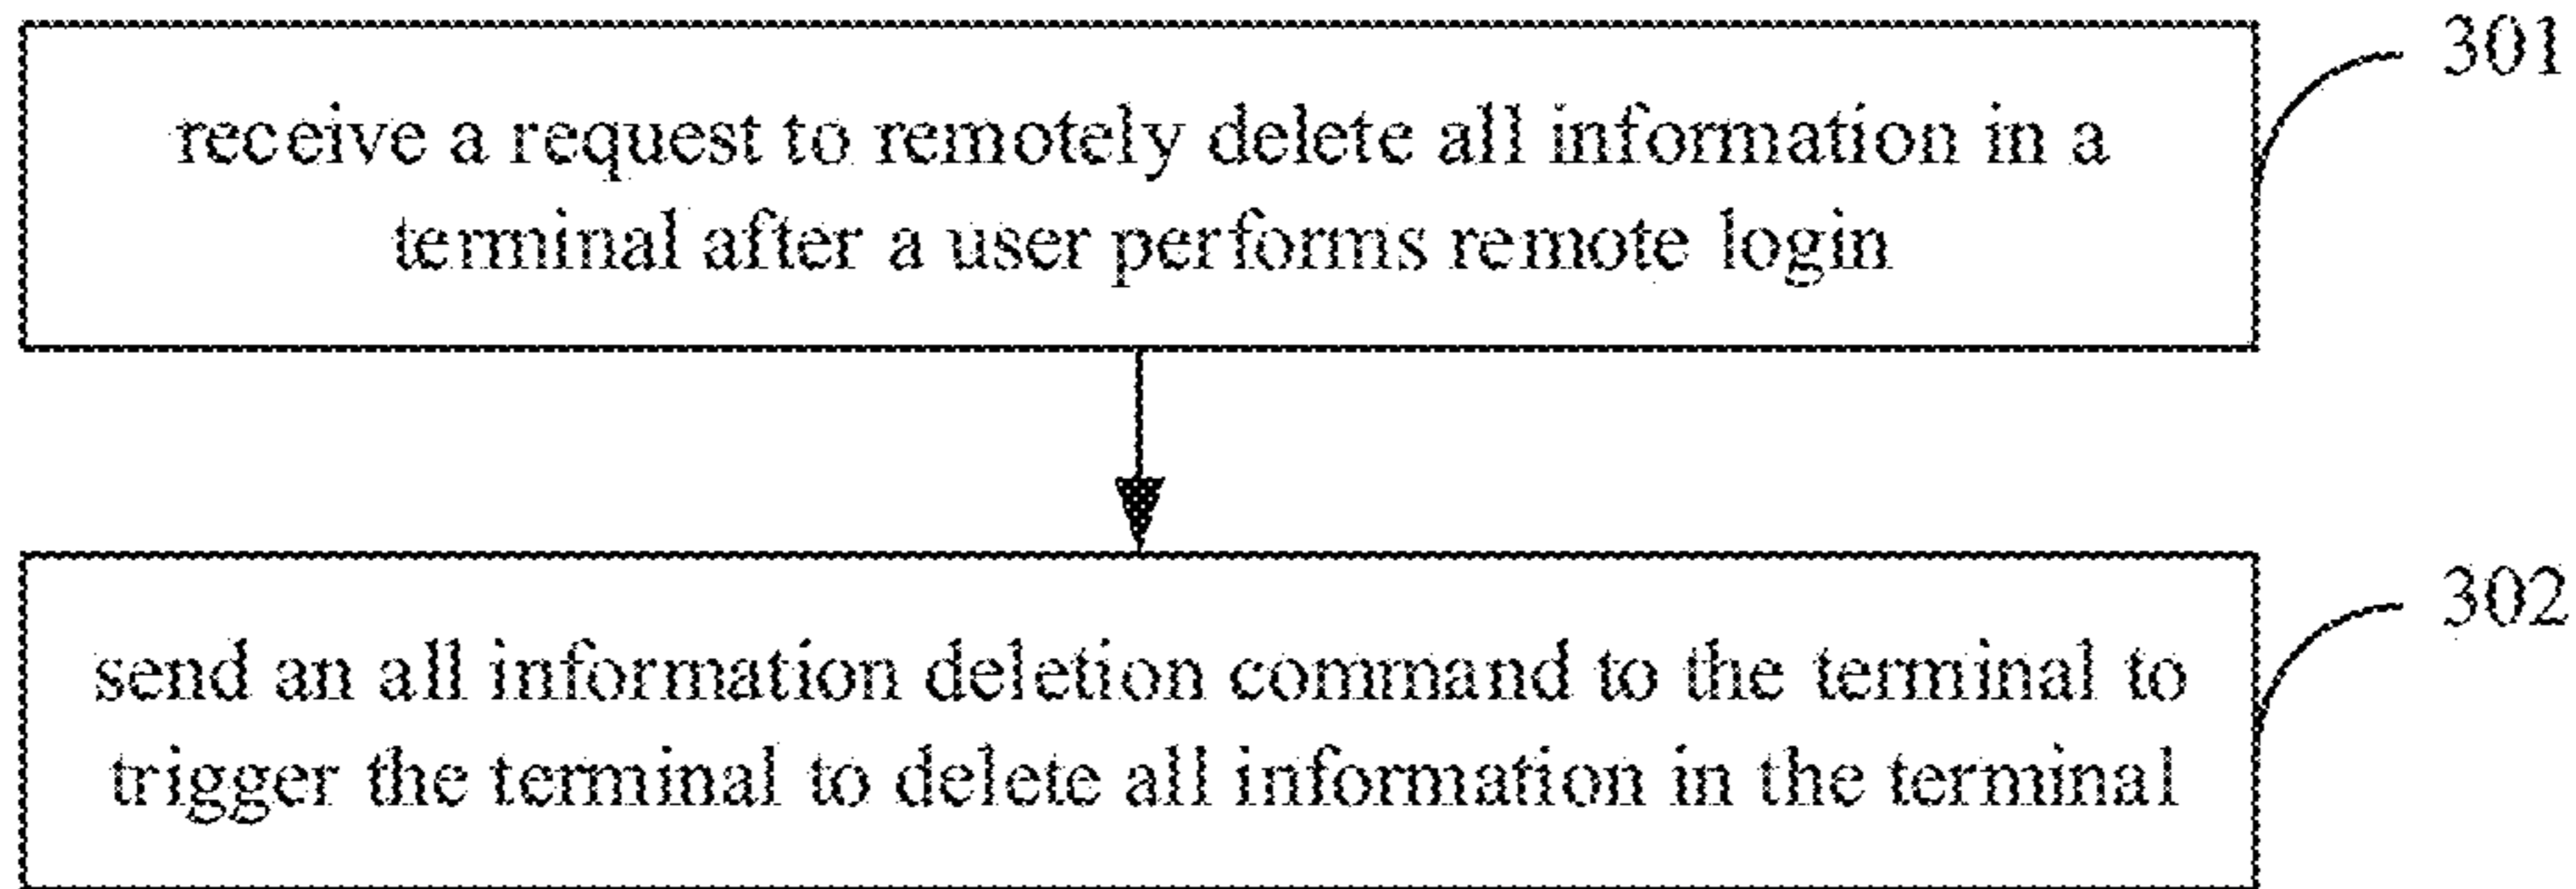 301
receive a request to remotely delete all information in a
terminal after a user performs remote login
302
send an all information deletion command to the terminal to
trigger the terminal to delete all information in the terminal